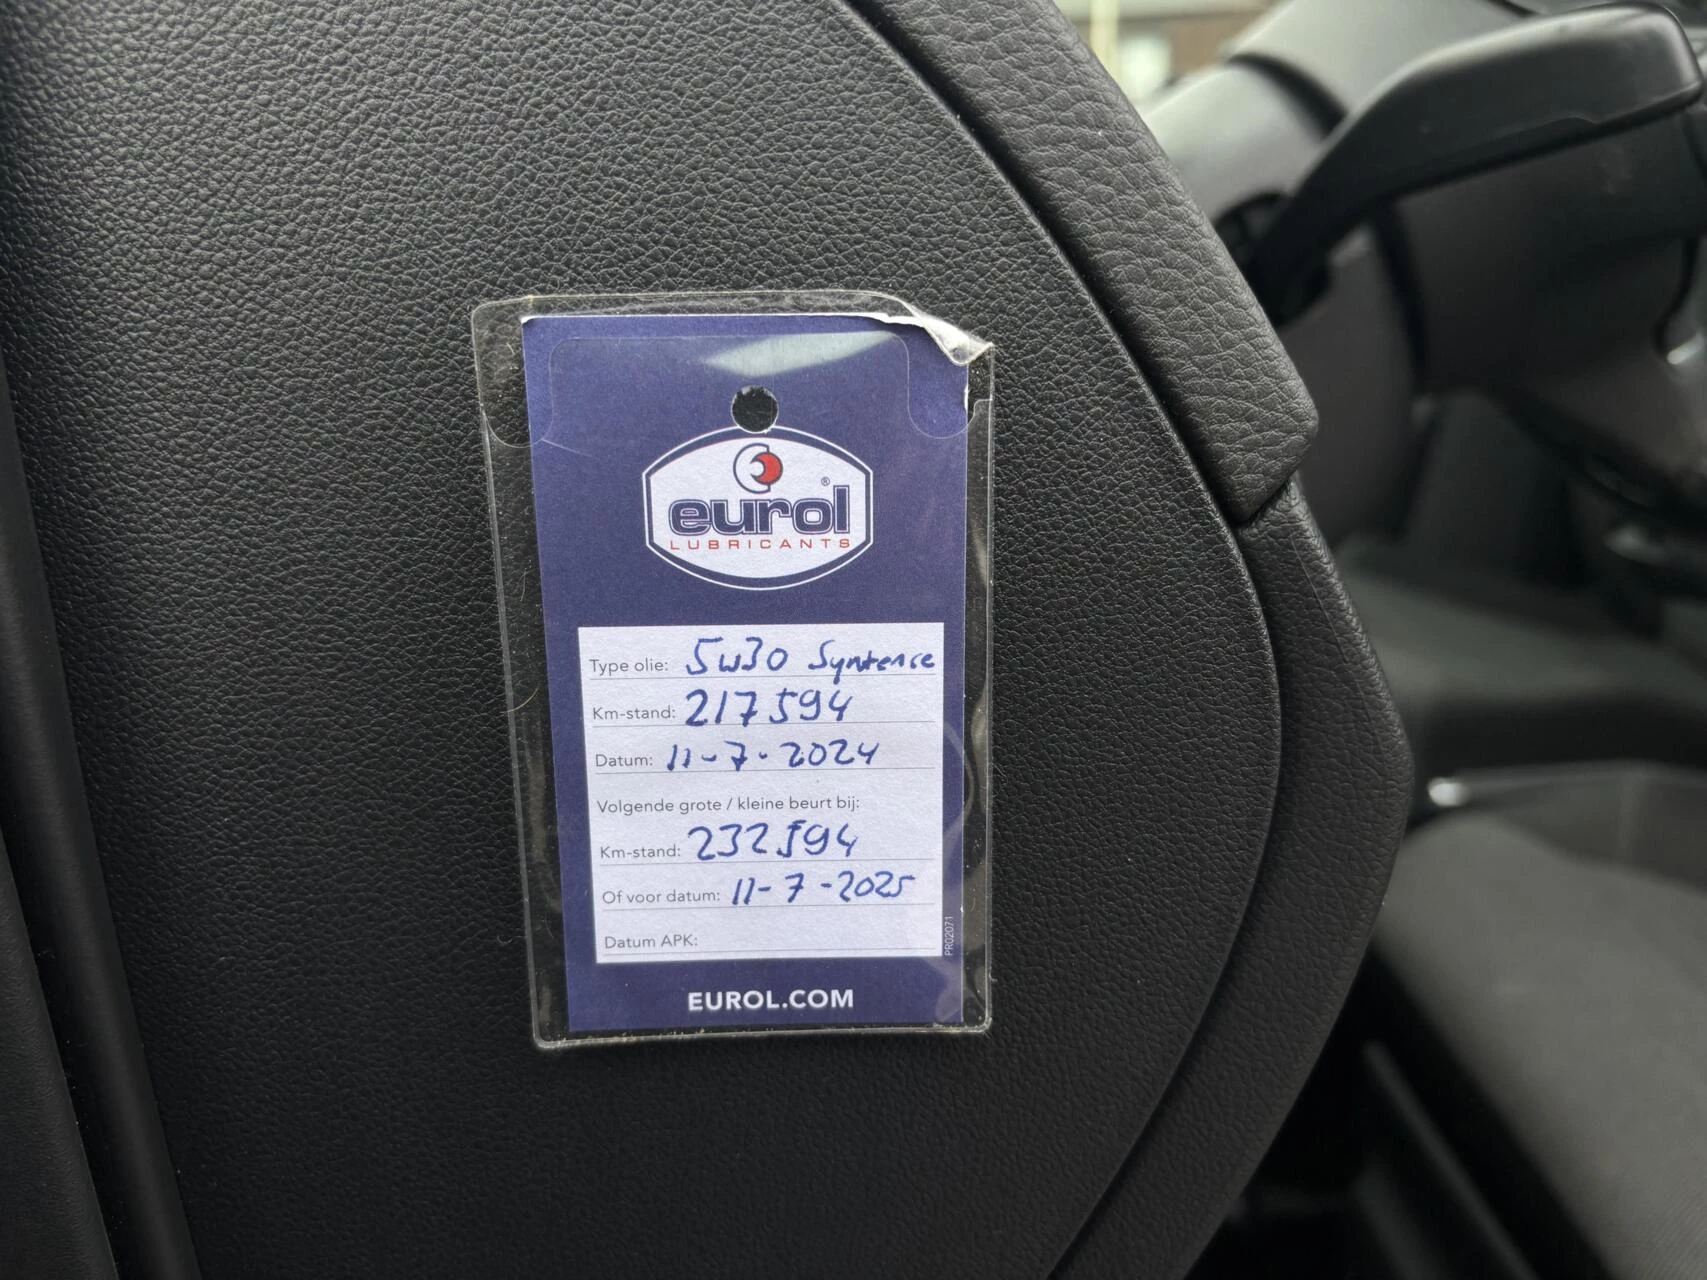 eurol®
LUBRICANTS
Type olie: 5w30 Syntence
Km-stand: 217594
Datum: 11-7-2024
Volgende grote / kleine beurt bij:
Km-stand: 232594
Of voor datum: 11-7-2025
Datum APK:
PR02071
EUROL.COM